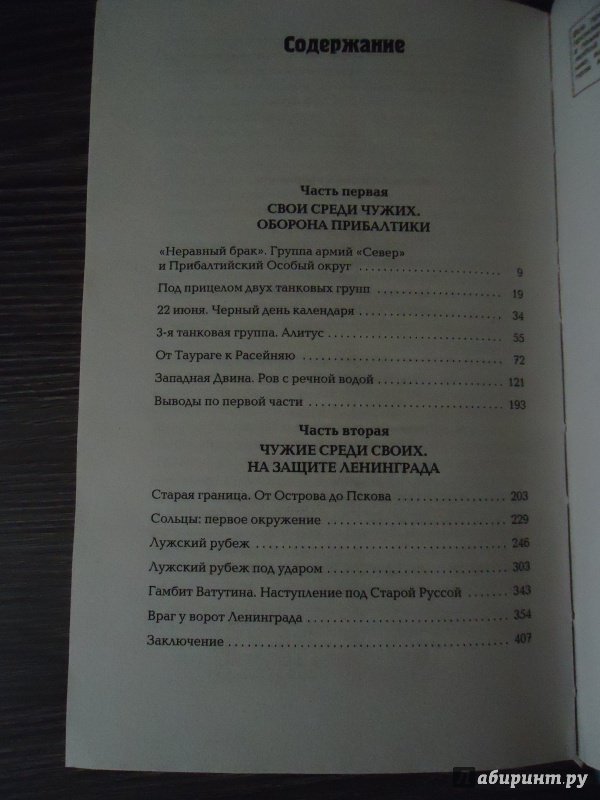 Содержание
Часть первая
СВОИ СРЕДИ ЧУЖИХ.
ОБОРОНА ПРИБАЛТИКИ
«Неравный брак». Группа армий «Север»
и Прибалтийский Особый округ . . . . . . . . . . . . . . . . . . . . 9
Под прицелом двух танковых групп . . . . . . . . . . . . . . . . . . 19
22 июня. Черный день календаря . . . . . . . . . . . . . . . . . . . . 34
3-я танковая группа. Алитус . . . . . . . . . . . . . . . . . . . . . . . 55
От Таураге к Расейняю . . . . . . . . . . . . . . . . . . . . . . . . . . . 72
Западная Двина. Ров с речной водой . . . . . . . . . . . . . . . . . 121
Выводы по первой части . . . . . . . . . . . . . . . . . . . . . . . . . 193
Часть вторая
ЧУЖИЕ СРЕДИ СВОИХ.
НА ЗАЩИТЕ ЛЕНИНГРАДА
Старая граница. От Острова до Пскова . . . . . . . . . . . . . . . 203
Сольцы: первое окружение . . . . . . . . . . . . . . . . . . . . . . . 229
Лужский рубеж . . . . . . . . . . . . . . . . . . . . . . . . . . . . . . . . 246
Лужский рубеж под ударом . . . . . . . . . . . . . . . . . . . . . . . 303
Гамбит Ватутина. Наступление под Старой Руссой . . . . . . 343
Враг у ворот Ленинграда . . . . . . . . . . . . . . . . . . . . . . . . . 354
Заключение . . . . . . . . . . . . . . . . . . . . . . . . . . . . . . . . . . . 407
Лабиринт.ру